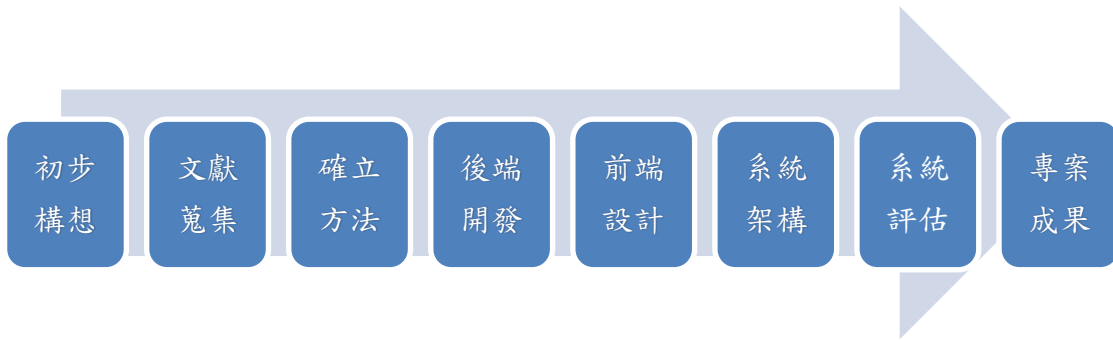 初步
構想
文獻
蒐集
確立
方法
後端
開發
前端
設計
系統
架構
系統
評估
專案
成果